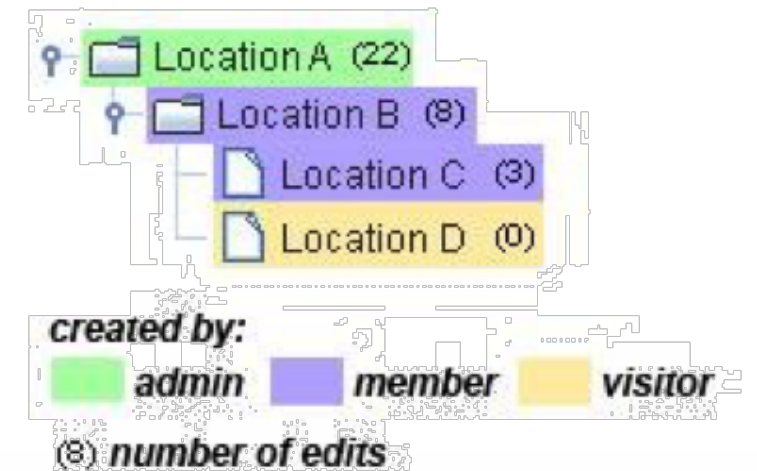 Location A (22)
Location B (8)
Location C (3)
Location D (0)
created by:
admin member visitor
(8) number of edits